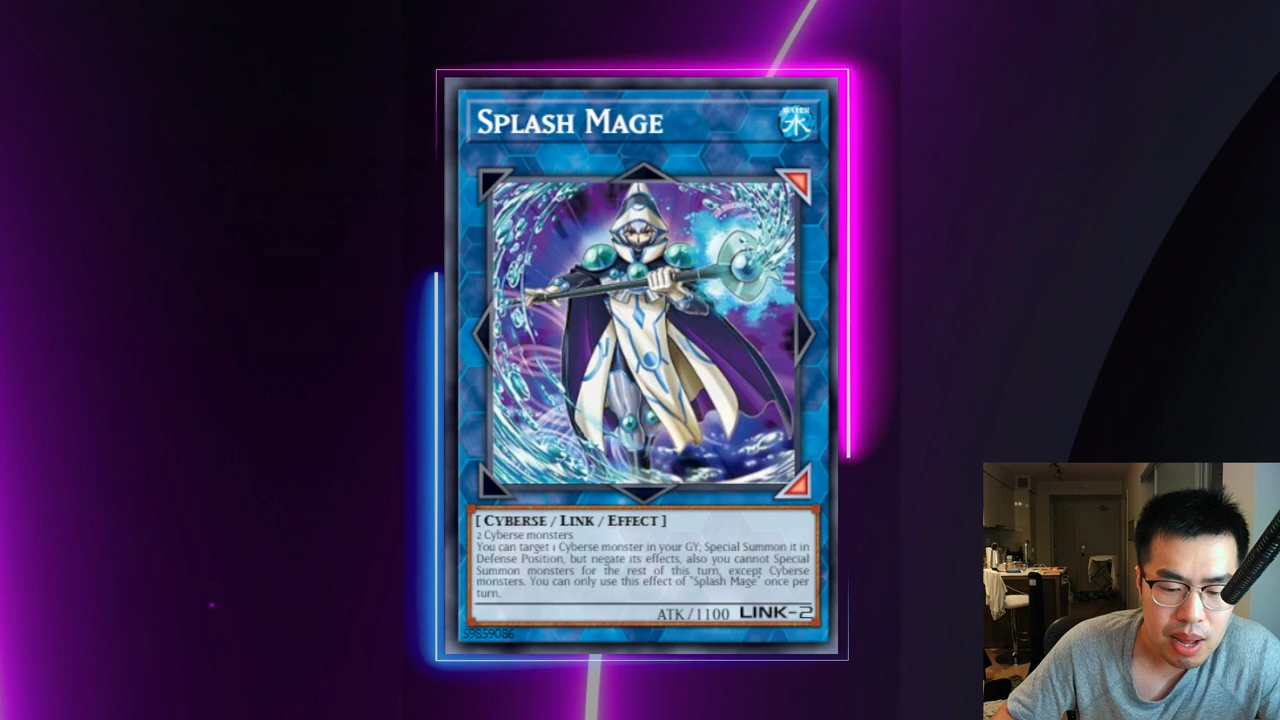 SPLASH MAGE
WATER
水
[ CYBERSE / LINK / EFFECT ]
2 Cyberse monsters
You can target 1 Cyberse monster in your GY; Special Summon it in
Defense Position, but negate its effects, also you cannot Special
Summon monsters for the rest of this turn, except Cyberse
monsters. You can only use this effect of "Splash Mage" once per
turn.
ATK/1100 LINK-2
59859086